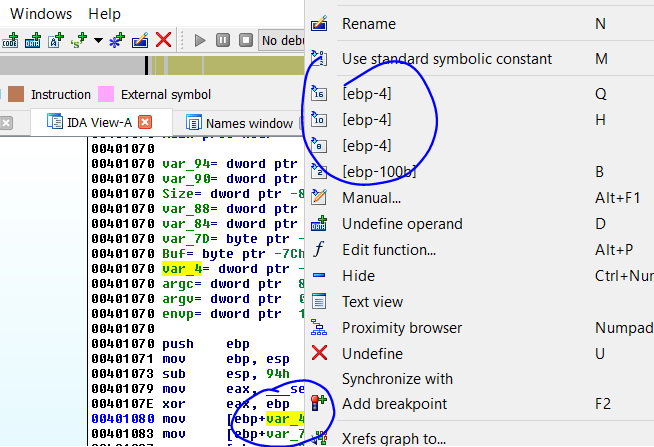 Windows Help
No deb
Instruction External symbol
IDA View-A Names window
00401070
00401070 var_94= dword ptr
00401070 var_90= dword ptr
00401070 Size= dword ptr -8
00401070 var_88= dword ptr
00401070 var_84= dword ptr
00401070 var_7D= byte ptr -
00401070 Buf= byte ptr -7Ch
00401070 var_4= dword ptr -
00401070 argc= dword ptr 8
00401070 argv= dword ptr 0
00401070 envp= dword ptr 1
00401070
00401070 push ebp
00401071 mov ebp, esp
00401073 sub esp, 94h
00401079 mov eax, ___se
0040107E xor eax, ebp
00401080 mov [ebp+var_4
00401083 mov [ebp+var_7
Rename N
Use standard symbolic constant M
16 [ebp-4] Q
10 [ebp-4] H
8 [ebp-4]
2 [ebp-100b] B
Manual... Alt+F1
Undefine operand D
Edit function... Alt+P
Hide Ctrl+Nu
Text view
Proximity browser Numpad
Undefine U
Synchronize with
Add breakpoint F2
Xrefs graph to...